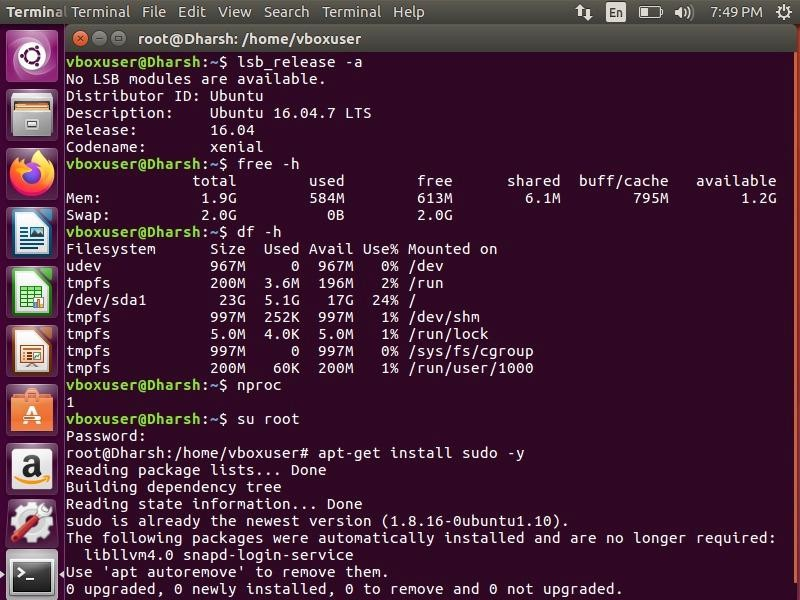 Terminal Terminal File Edit View Search Terminal Help En 7:49 PM
root@Dharsh: /home/vboxuser
vboxuser@Dharsh:~$ lsb_release -a
No LSB modules are available.
Distributor ID: Ubuntu
Description:    Ubuntu 16.04.7 LTS
Release:        16.04
Codename:       xenial
vboxuser@Dharsh:~$ free -h
              total        used        free      shared  buff/cache   available
Mem:           1.9G        584M        613M        6.1M        795M        1.2G
Swap:          2.0G          0B        2.0G
vboxuser@Dharsh:~$ df -h
Filesystem      Size  Used Avail Use% Mounted on
udev            967M     0  967M   0% /dev
tmpfs           200M  3.6M  196M   2% /run
/dev/sda1        23G  5.1G   17G  24% /
tmpfs           997M  252K  997M   1% /dev/shm
tmpfs           5.0M  4.0K  5.0M   1% /run/lock
tmpfs           997M     0  997M   0% /sys/fs/cgroup
tmpfs           200M   60K  200M   1% /run/user/1000
vboxuser@Dharsh:~$ nproc
1
vboxuser@Dharsh:~$ su root
Password:
root@Dharsh:/home/vboxuser# apt-get install sudo -y
Reading package lists... Done
Building dependency tree
Reading state information... Done
sudo is already the newest version (1.8.16-0ubuntu1.10).
The following packages were automatically installed and are no longer required:
  libllvm4.0 snapd-login-service
Use 'apt autoremove' to remove them.
0 upgraded, 0 newly installed, 0 to remove and 0 not upgraded.